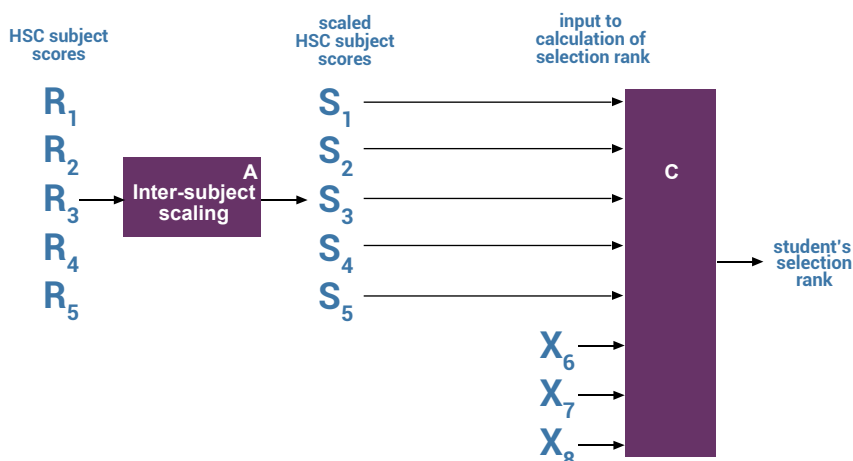 HSC subject
scores
scaled
HSC subject
scores
input to
calculation of
selection rank
R1
R2
R3
R4
R5
A
Inter-subject
scaling
S1
S2
S3
S4
S5
X6
X7
X8
C
student's
selection
rank